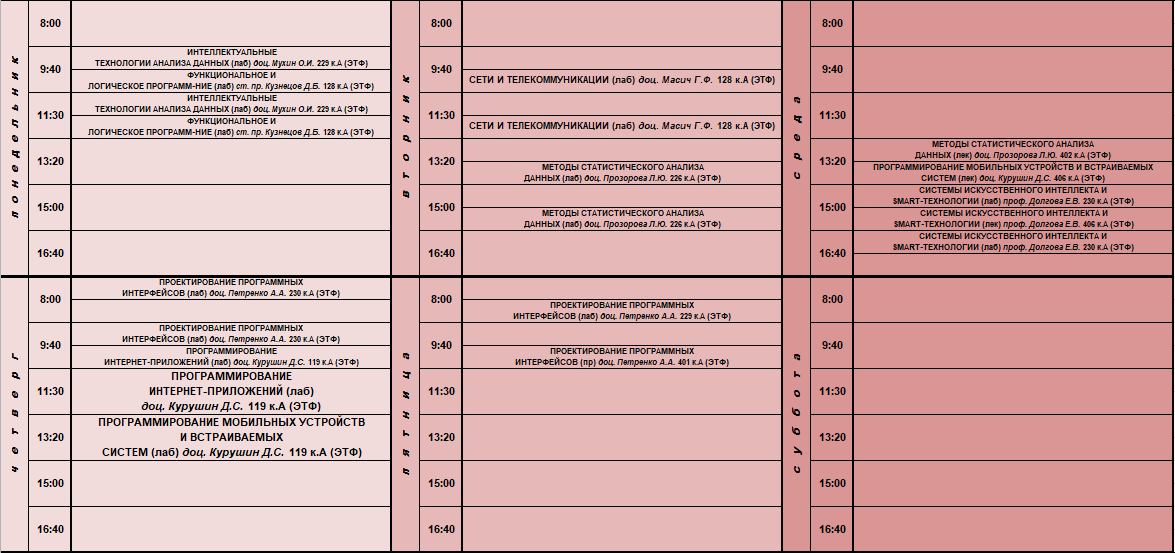 понедельник
8:00
9:40
ИНТЕЛЛЕКТУАЛЬНЫЕ
ТЕХНОЛОГИИ АНАЛИЗА ДАННЫХ (лаб) доц. Мухин О.И. 229 к.А (ЭТФ)
ФУНКЦИОНАЛЬНОЕ И
ЛОГИЧЕСКОЕ ПРОГРАММ-НИЕ (лаб) ст. пр. Кузнецов Д.Б. 128 к.А (ЭТФ)
11:30
ИНТЕЛЛЕКТУАЛЬНЫЕ
ТЕХНОЛОГИИ АНАЛИЗА ДАННЫХ (лаб) доц. Мухин О.И. 229 к.А (ЭТФ)
ФУНКЦИОНАЛЬНОЕ И
ЛОГИЧЕСКОЕ ПРОГРАММ-НИЕ (лаб) ст. пр. Кузнецов Д.Б. 128 к.А (ЭТФ)
13:20
15:00
16:40
вторник
8:00
9:40
СЕТИ И ТЕЛЕКОММУНИКАЦИИ (лаб) доц. Масич Г.Ф. 128 к.А (ЭТФ)
11:30
СЕТИ И ТЕЛЕКОММУНИКАЦИИ (лаб) доц. Масич Г.Ф. 128 к.А (ЭТФ)
13:20
МЕТОДЫ СТАТИСТИЧЕСКОГО АНАЛИЗА
ДАННЫХ (лаб) доц. Прозорова Л.Ю. 226 к.А (ЭТФ)
15:00
МЕТОДЫ СТАТИСТИЧЕСКОГО АНАЛИЗА
ДАННЫХ (лаб) доц. Прозорова Л.Ю. 226 к.А (ЭТФ)
16:40
среда
8:00
9:40
11:30
13:20
МЕТОДЫ СТАТИСТИЧЕСКОГО АНАЛИЗА
ДАННЫХ (лек) доц. Прозорова Л.Ю. 402 к.А (ЭТФ)
ПРОГРАММИРОВАНИЕ МОБИЛЬНЫХ УСТРОЙСТВ И ВСТРАИВАЕМЫХ
СИСТЕМ (лек) доц. Курушин Д.С. 406 к.А (ЭТФ)
15:00
СИСТЕМЫ ИСКУССТВЕННОГО ИНТЕЛЛЕКТА И
SMART-ТЕХНОЛОГИИ (лаб) проф. Долгова Е.В. 230 к.А (ЭТФ)
СИСТЕМЫ ИСКУССТВЕННОГО ИНТЕЛЛЕКТА И
SMART-ТЕХНОЛОГИИ (лек) проф. Долгова Е.В. 406 к.А (ЭТФ)
16:40
СИСТЕМЫ ИСКУССТВЕННОГО ИНТЕЛЛЕКТА И
SMART-ТЕХНОЛОГИИ (лаб) проф. Долгова Е.В. 230 к.А (ЭТФ)
четверг
8:00
ПРОЕКТИРОВАНИЕ ПРОГРАММНЫХ
ИНТЕРФЕЙСОВ (лаб) доц. Петренко А.А. 230 к.А (ЭТФ)
9:40
ПРОЕКТИРОВАНИЕ ПРОГРАММНЫХ
ИНТЕРФЕЙСОВ (лаб) доц. Петренко А.А. 230 к.А (ЭТФ)
ПРОГРАММИРОВАНИЕ
ИНТЕРНЕТ-ПРИЛОЖЕНИЙ (лаб) доц. Курушин Д.С. 119 к.А (ЭТФ)
11:30
ПРОГРАММИРОВАНИЕ
ИНТЕРНЕТ-ПРИЛОЖЕНИЙ (лаб)
доц. Курушин Д.С. 119 к.А (ЭТФ)
13:20
ПРОГРАММИРОВАНИЕ МОБИЛЬНЫХ УСТРОЙСТВ
И ВСТРАИВАЕМЫХ
СИСТЕМ (лаб) доц. Курушин Д.С. 119 к.А (ЭТФ)
15:00
16:40
пятница
8:00
ПРОЕКТИРОВАНИЕ ПРОГРАММНЫХ
ИНТЕРФЕЙСОВ (лаб) доц. Петренко А.А. 229 к.А (ЭТФ)
9:40
ПРОЕКТИРОВАНИЕ ПРОГРАММНЫХ
ИНТЕРФЕЙСОВ (пр) доц. Петренко А.А. 401 к.А (ЭТФ)
11:30
13:20
15:00
16:40
суббота
8:00
9:40
11:30
13:20
15:00
16:40